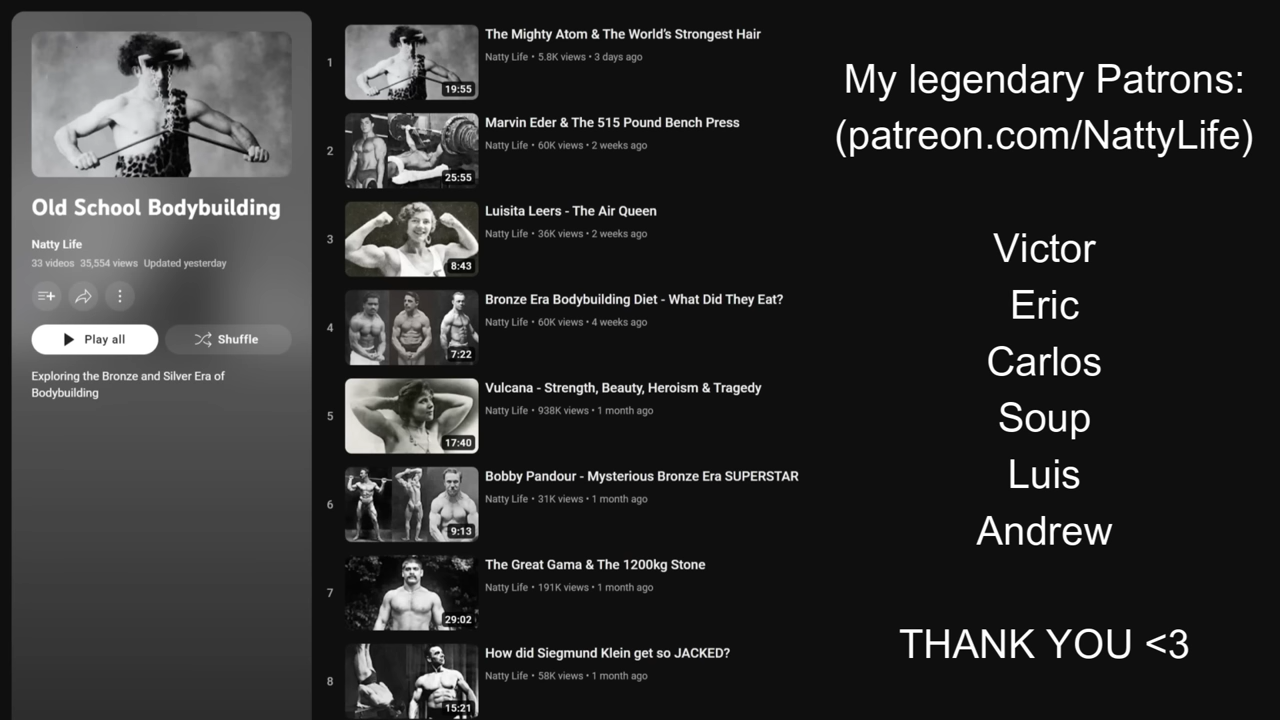 Old School Bodybuilding
Natty Life
33 videos 35,554 views Updated yesterday
Play all
Shuffle
Exploring the Bronze and Silver Era of
Bodybuilding
1
19:55
The Mighty Atom & The World's Strongest Hair
Natty Life • 5.8K views • 3 days ago
2
25:55
Marvin Eder & The 515 Pound Bench Press
Natty Life • 60K views • 2 weeks ago
3
8:43
Luisita Leers - The Air Queen
Natty Life • 36K views • 2 weeks ago
4
7:22
Bronze Era Bodybuilding Diet - What Did They Eat?
Natty Life • 60K views • 4 weeks ago
5
17:40
Vulcana - Strength, Beauty, Heroism & Tragedy
Natty Life • 938K views • 1 month ago
6
9:13
Bobby Pandour - Mysterious Bronze Era SUPERSTAR
Natty Life • 31K views • 1 month ago
7
29:02
The Great Gama & The 1200kg Stone
Natty Life • 191K views • 1 month ago
8
15:21
How did Siegmund Klein get so JACKED?
Natty Life • 58K views • 1 month ago
My legendary Patrons:
(patreon.com/NattyLife)
Victor
Eric
Carlos
Soup
Luis
Andrew
THANK YOU <3